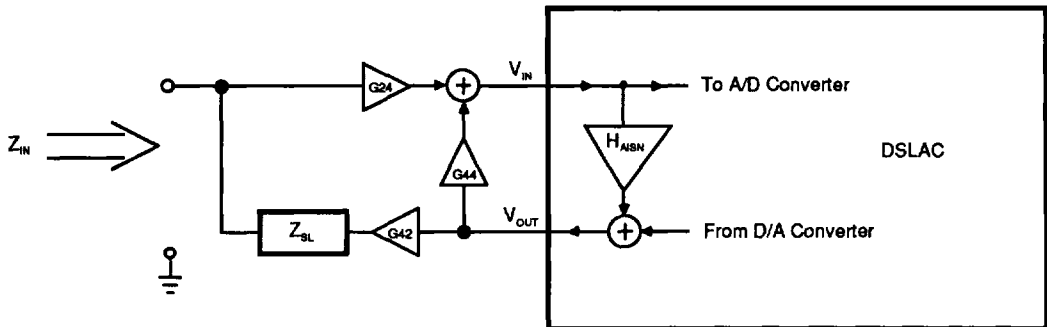 V_IN
G24
To A/D Converter
Z_IN
H_AISN
DSLAC
G44
V_OUT
Z_SL
G42
From D/A Converter